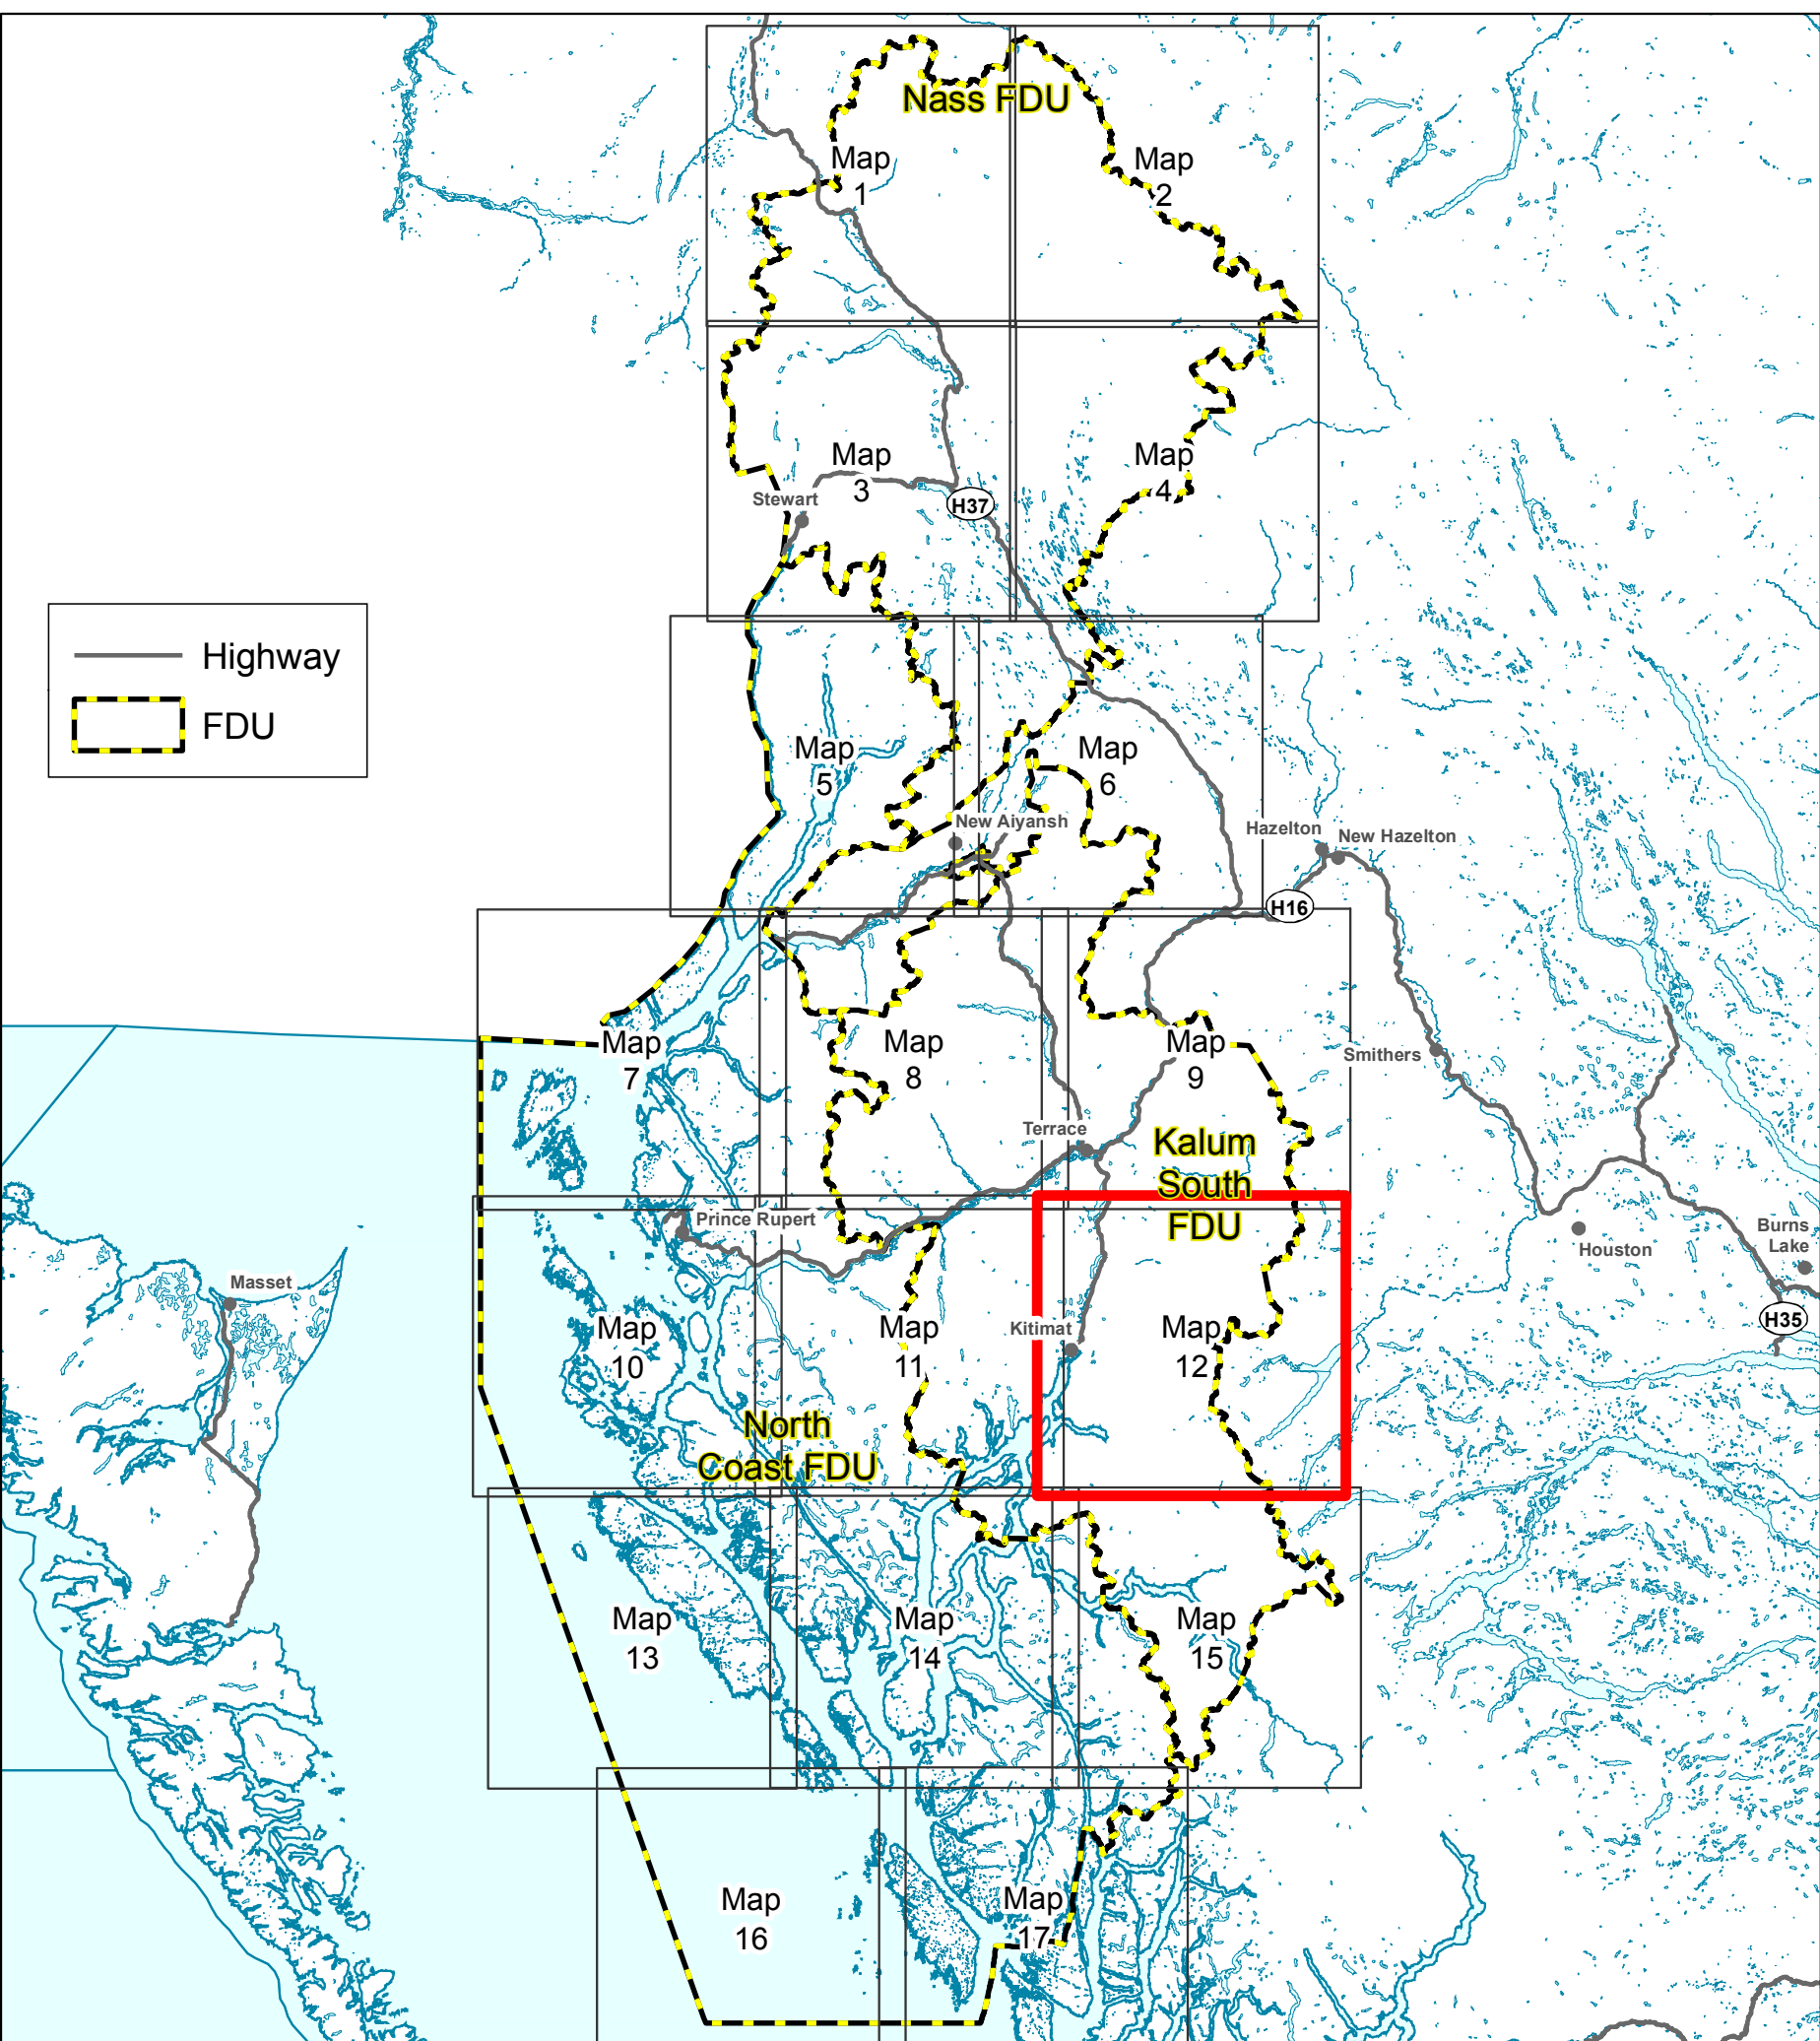 Nass FDU
Map
1
Map
2
Map
3
Map
4
Stewart
H37
Highway
FDU
Map
5
Map
6
New Aiyansh
Hazelton
New Hazelton
H16
Map
7
Map
8
Map
9
Smithers
Terrace
Kalum
South
FDU
Prince Rupert
Houston
Burns
Lake
Masset
H35
Map
10
Map
11
Kitimat
Map
12
North
Coast FDU
Map
13
Map
14
Map
15
Map
16
Map
17